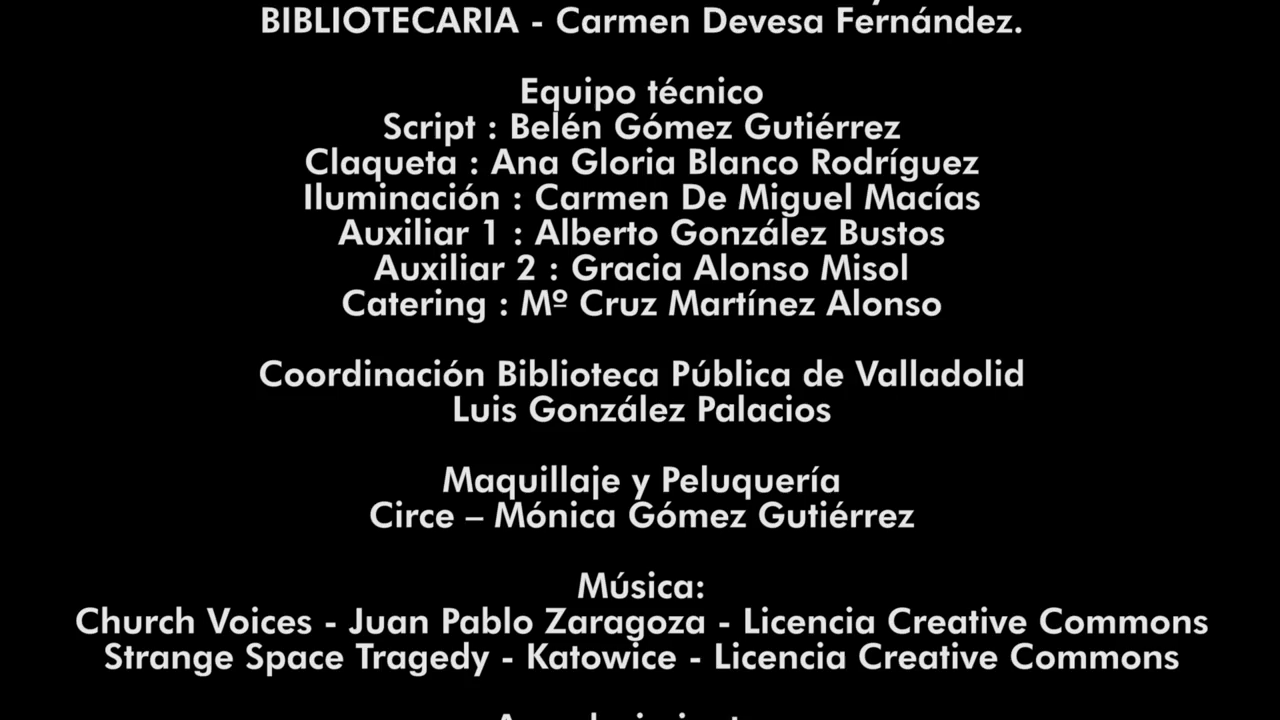 BIBLIOTECARIA - Carmen Devesa Fernández.
Equipo técnico
Script : Belén Gómez Gutiérrez
Claqueta : Ana Gloria Blanco Rodríguez
Iluminación : Carmen De Miguel Macías
Auxiliar 1 : Alberto González Bustos
Auxiliar 2 : Gracia Alonso Misol
Catering : Mº Cruz Martínez Alonso
Coordinación Biblioteca Pública de Valladolid
Luis González Palacios
Maquillaje y Peluquería
Circe – Mónica Gómez Gutiérrez
Música:
Church Voices - Juan Pablo Zaragoza - Licencia Creative Commons
Strange Space Tragedy - Katowice - Licencia Creative Commons